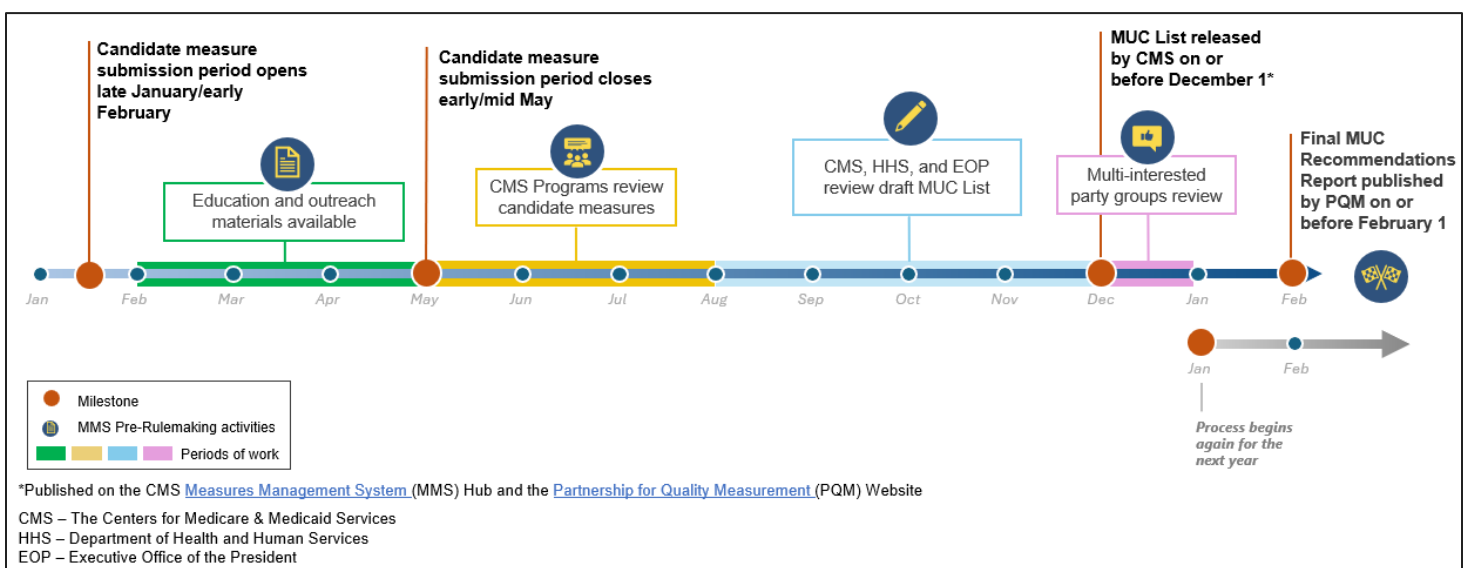 Candidate measure
submission period opens
late January/early
February
Candidate measure
submission period closes
early/mid May
MUC List released
by CMS on or
before December 1*
Final MUC
Recommendations
Report published
by PQM on or
before February 1
Education and outreach
materials available
CMS Programs review
candidate measures
CMS, HHS, and EOP
review draft MUC List
Multi-interested
party groups review
Jan Feb Mar Apr May Jun Jul Aug Sep Oct Nov Dec Jan Feb
Jan Feb
Process begins
again for the
next year
Milestone
MMS Pre-Rulemaking activities
Periods of work
*Published on the CMS Measures Management System (MMS) Hub and the Partnership for Quality Measurement (PQM) Website
CMS – The Centers for Medicare & Medicaid Services
HHS – Department of Health and Human Services
EOP – Executive Office of the President